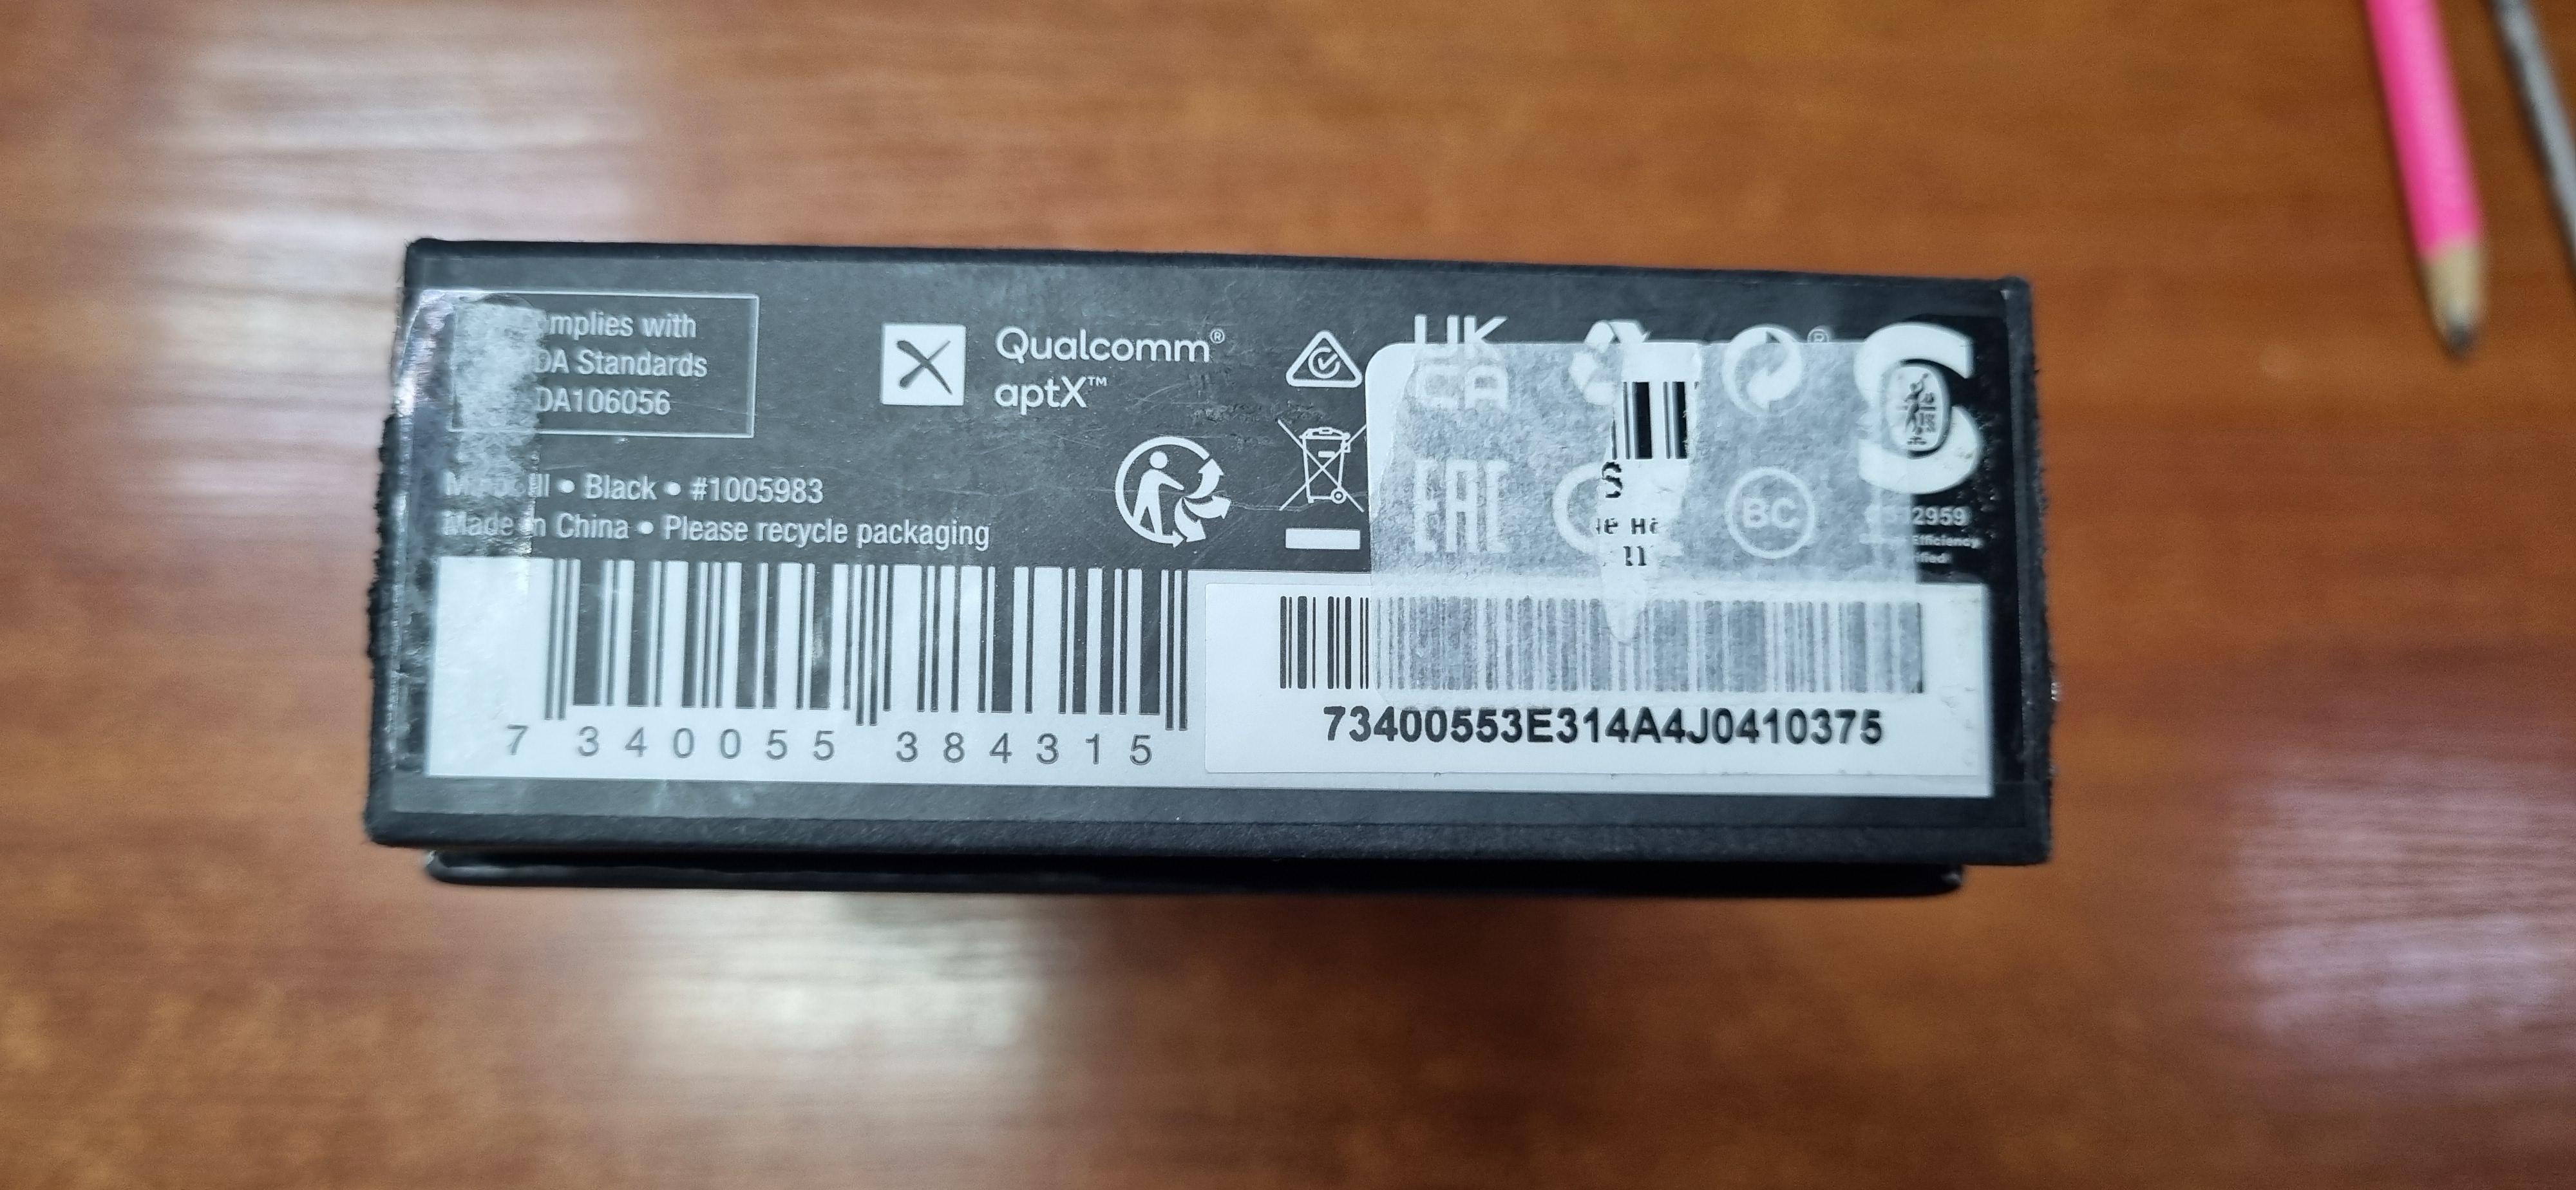 omplies with
DA Standards
DA106056
Qualcomm®
aptX™
UK
CA
Black • #1005983
Made in China • Please recycle packaging
EAC
BC
7 340055 384315
73400553E314A4J0410375